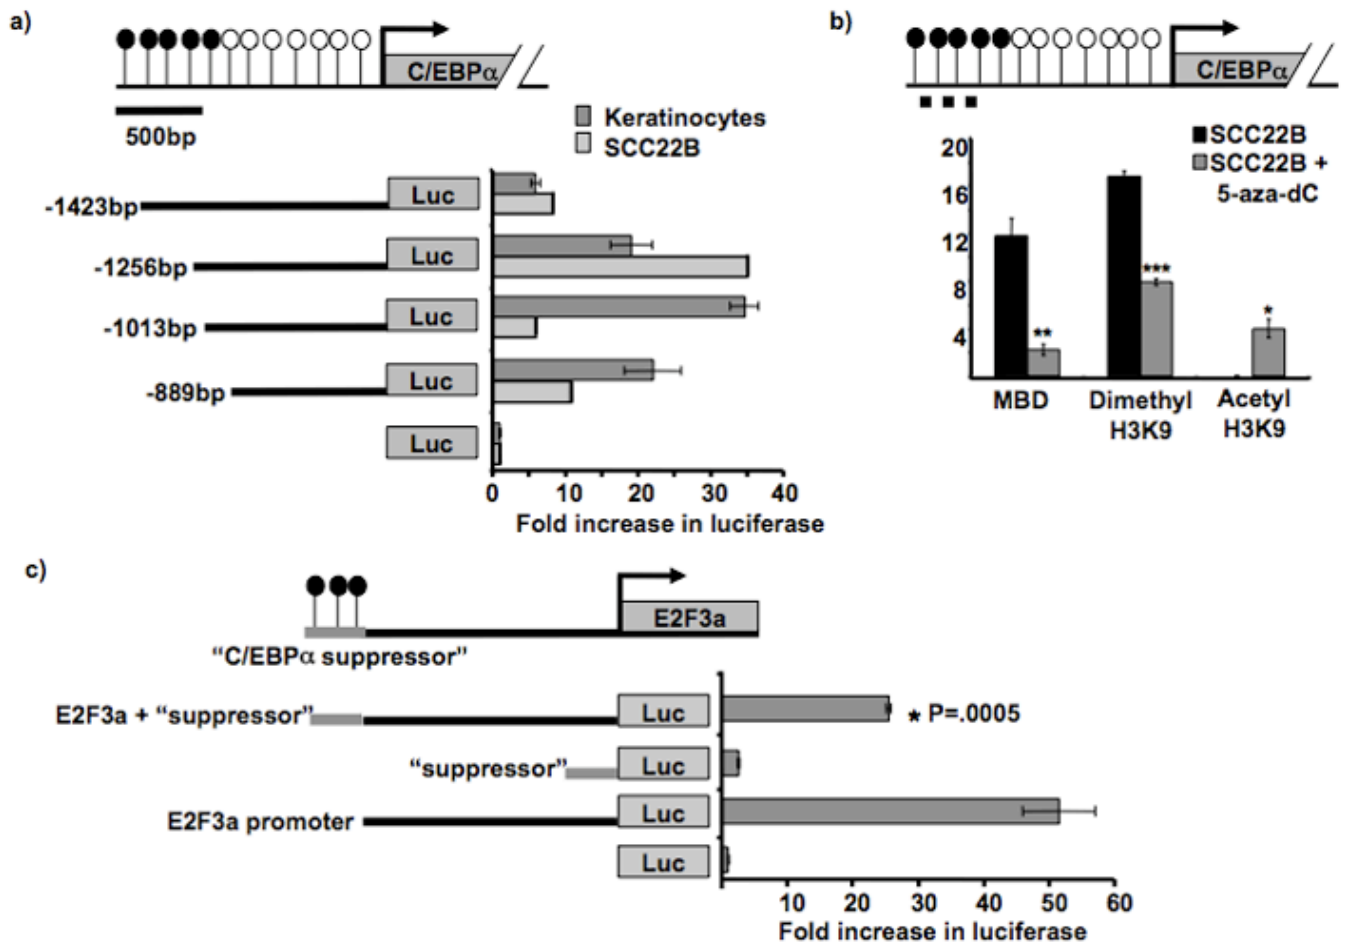 a)
C/EBPα
500bp
Keratinocytes
SCC22B
-1423bp
Luc
-1256bp
Luc
-1013bp
Luc
-889bp
Luc
Luc
0 10 20 30 40
Fold increase in luciferase
b)
C/EBPα
SCC22B
SCC22B +
5-aza-dC
20
16
12
8
4
**
***
*
MBD
Dimethyl
H3K9
Acetyl
H3K9
c)
E2F3a
“C/EBPα suppressor”
E2F3a + “suppressor”
Luc
* P=.0005
“suppressor”
Luc
E2F3a promoter
Luc
Luc
10 20 30 40 50 60
Fold increase in luciferase